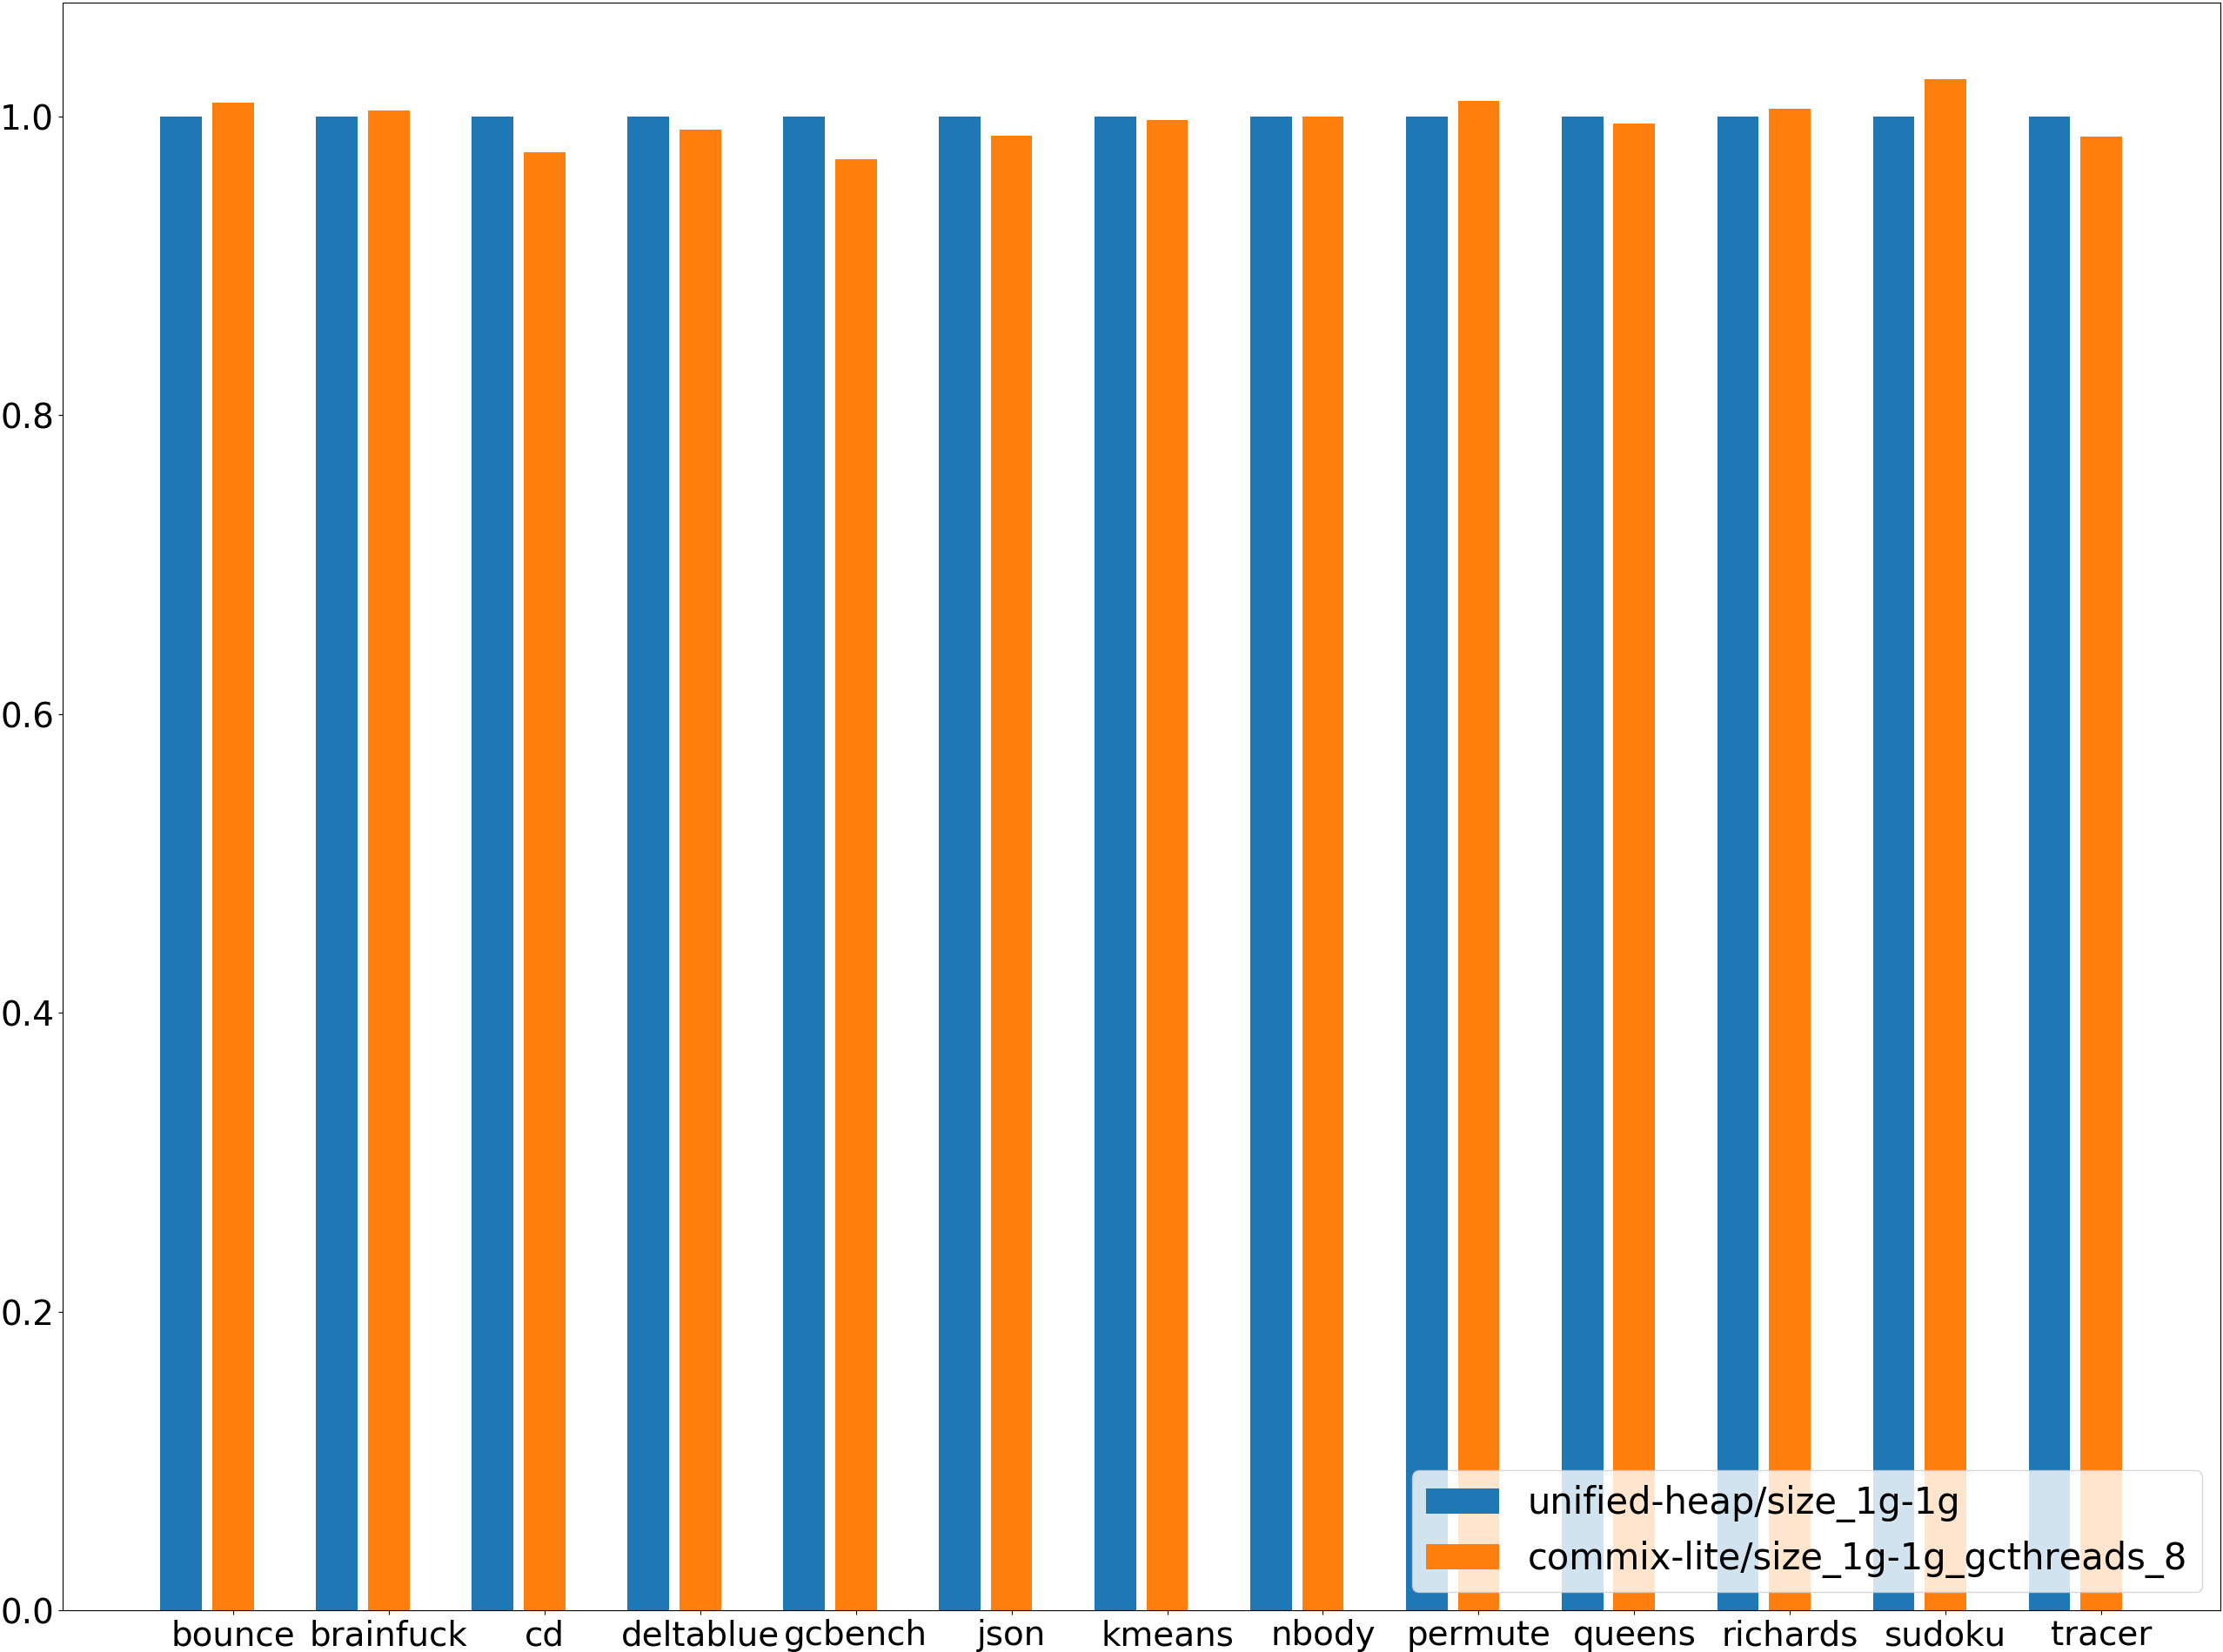 1.0
0.8
0.6
0.4
0.2
0.0
bounce brainfuck cd deltablue gcbench json kmeans nbody permute queens richards sudoku tracer
unified-heap/size_1g-1g
commix-lite/size_1g-1g_gcthreads_8